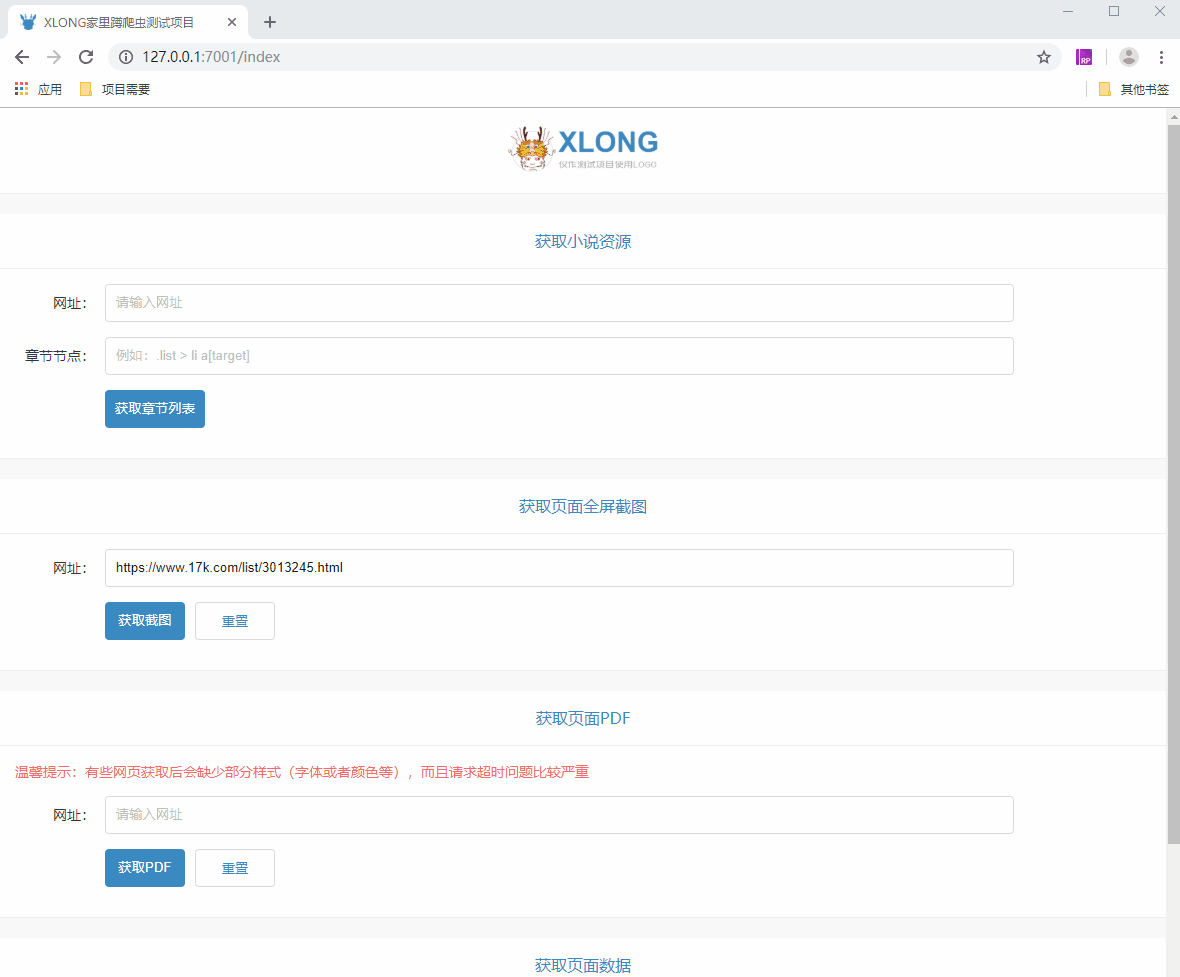 XLONG家里蹲爬虫测试项目
127.0.0.1:7001/index
应用 项目需要 其他书签
XLONG
仅作测试项目使用LOGO
获取小说资源
网址： 请输入网址
章节节点： 例如：.list > li a[target]
获取章节列表
获取页面全屏截图
网址： https://www.17k.com/list/3013245.html
获取截图 重置
获取页面PDF
温馨提示：有些网页获取后会缺少部分样式（字体或者颜色等），而且请求超时问题比较严重
网址： 请输入网址
获取PDF 重置
获取页面数据